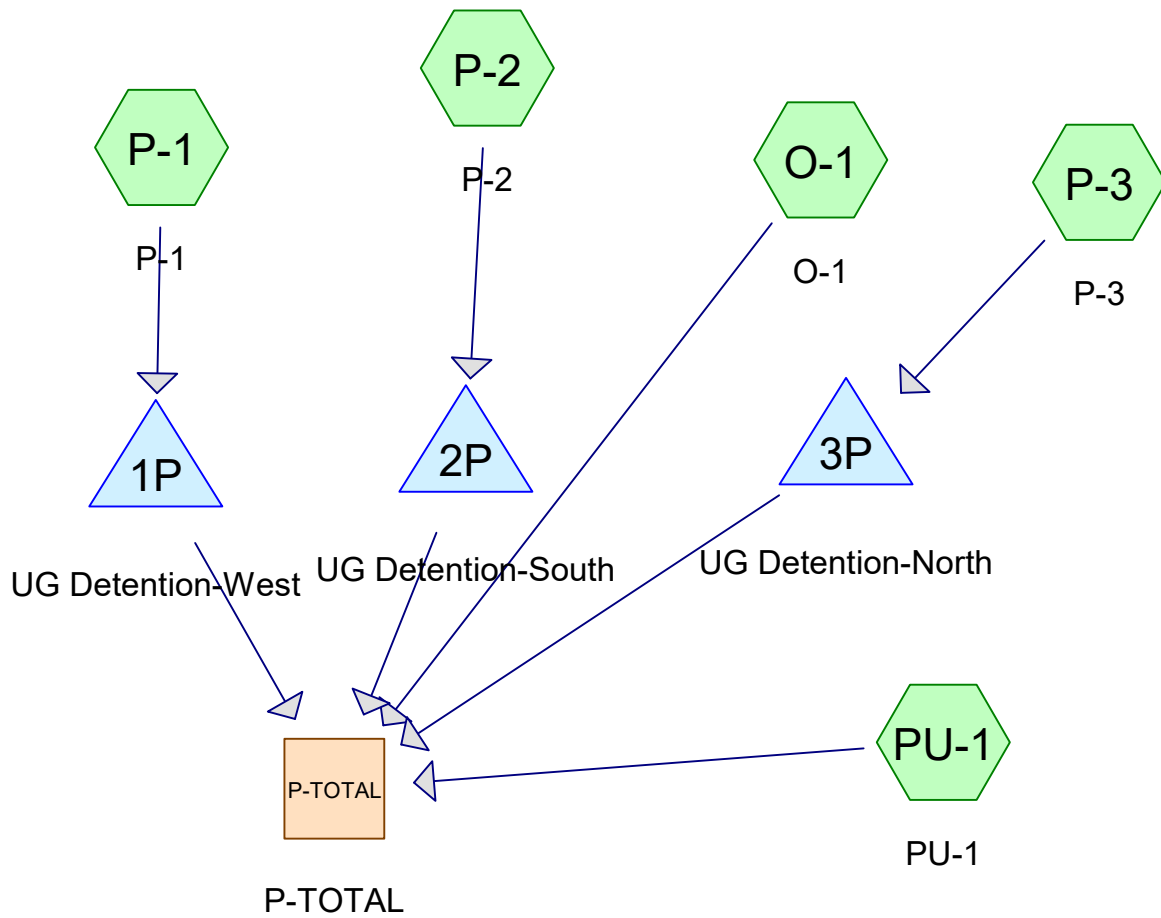 P-2
P-1
O-1
P-3
P-2
P-1
O-1
P-3
1P
2P
3P
UG Detention-West
UG Detention-South
UG Detention-North
PU-1
P-TOTAL
PU-1
P-TOTAL